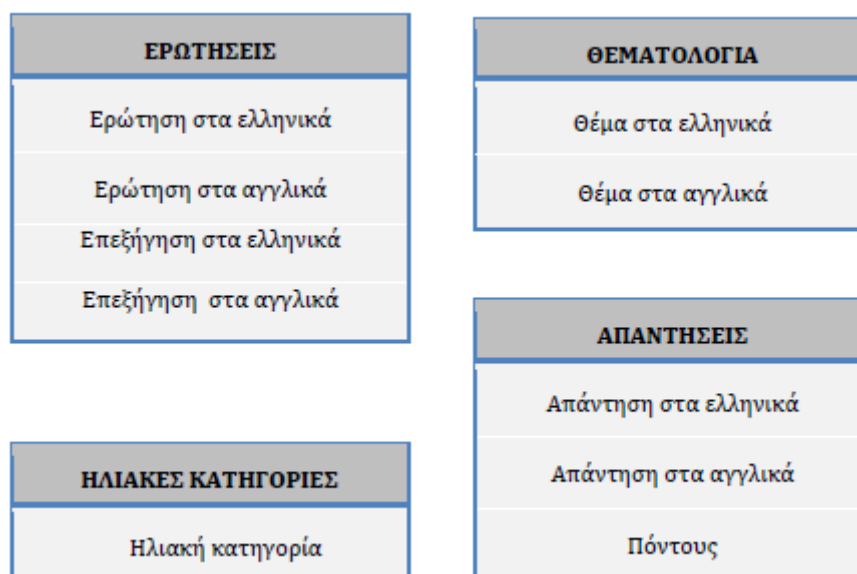 ΕΡΩΤΗΣΕΙΣ
Ερώτηση στα ελληνικά
Ερώτηση στα αγγλικά
Επεξήγηση στα ελληνικά
Επεξήγηση στα αγγλικά
ΘΕΜΑΤΟΛΟΓΙΑ
Θέμα στα ελληνικά
Θέμα στα αγγλικά
ΗΛΙΑΚΕΣ ΚΑΤΗΓΟΡΙΕΣ
Ηλιακή κατηγορία
ΑΠΑΝΤΗΣΕΙΣ
Απάντηση στα ελληνικά
Απάντηση στα αγγλικά
Πόντους